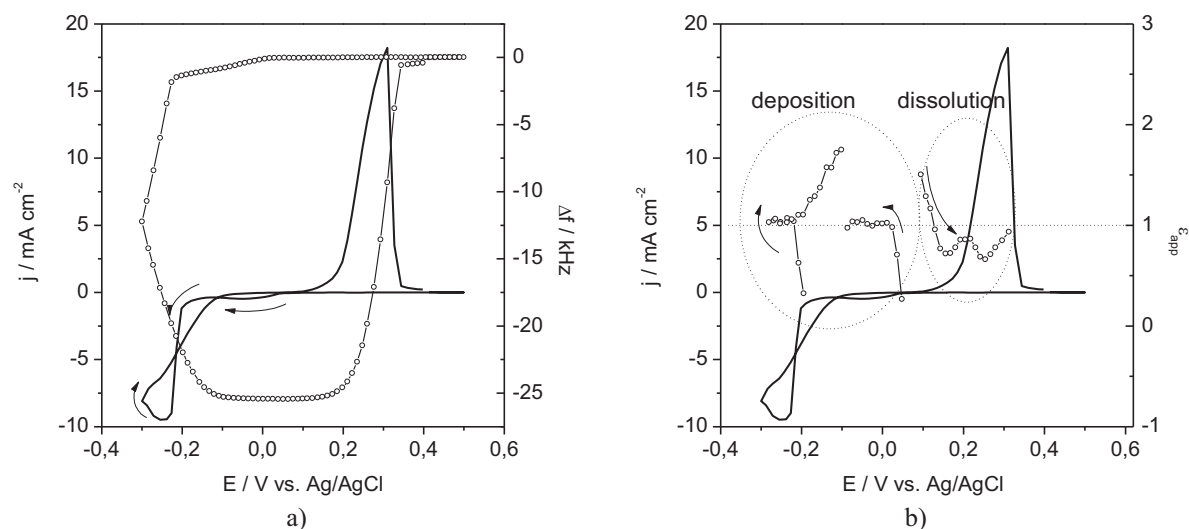 20
15
10
5
0
-5
-10
j / mA cm⁻²
0
-5
-10
-15
-20
-25
Δf / kHz
-0,4 -0,2 0,0 0,2 0,4 0,6
E / V vs. Ag/AgCl
a)
deposition dissolution
20
15
10
5
0
-5
-10
j / mA cm⁻²
3
2
1
0
-1
ε_app
-0,4 -0,2 0,0 0,2 0,4 0,6
E / V vs. Ag/AgCl
b)